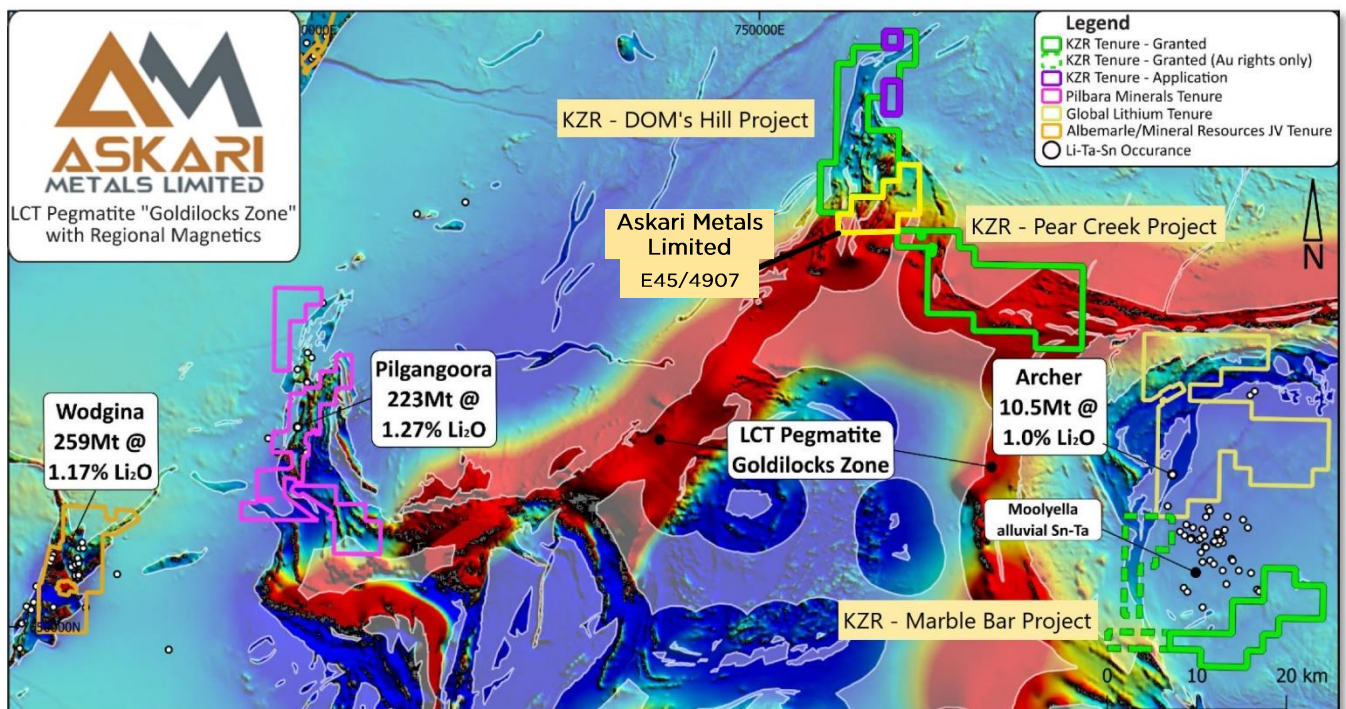 AM
ASKARI
METALS LIMITED
LCT Pegmatite "Goldilocks Zone"
with Regional Magnetics
0000E
750000E
Legend
KZR Tenure - Granted
KZR Tenure - Granted (Au rights only)
KZR Tenure - Application
Pilbara Minerals Tenure
Global Lithium Tenure
Albemarle/Mineral Resources JV Tenure
Li-Ta-Sn Occurance
N
KZR - DOM's Hill Project
Askari Metals
Limited
E45/4907
KZR - Pear Creek Project
Wodgina
259Mt @
1.17% Li₂O
Pilgangoora
223Mt @
1.27% Li₂O
LCT Pegmatite
Goldilocks Zone
Archer
10.5Mt @
1.0% Li₂O
Moolyella
alluvial Sn-Ta
KZR - Marble Bar Project
7650000N
0 10 20 km